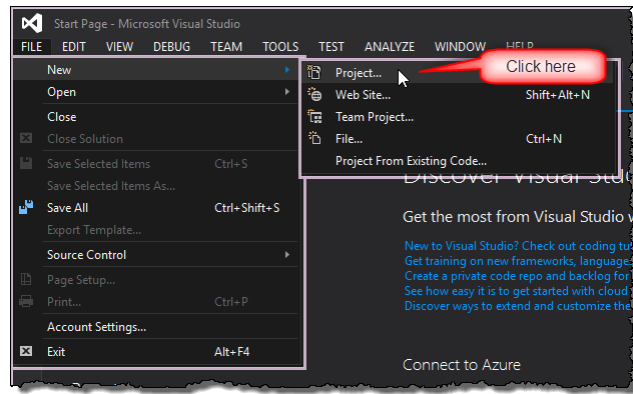 Start Page - Microsoft Visual Studio
FILE EDIT VIEW DEBUG TEAM TOOLS TEST ANALYZE WINDOW HELP
Click here
New
Open
Close
Close Solution
Save Selected Items Ctrl+S
Save Selected Items As...
Save All Ctrl+Shift+S
Export Template...
Source Control
Page Setup...
Print... Ctrl+P
Account Settings...
Exit Alt+F4
Project...
Web Site... Shift+Alt+N
Team Project...
File... Ctrl+N
Project From Existing Code...
Discover Visual
Get the most from Visual Studio
New to Visual Studio? Check out coding
Get training on new frameworks, language
Create a private code repo and backlog for
See how easy it is to get started with cloud
Discover ways to extend and customize the
Connect to Azure